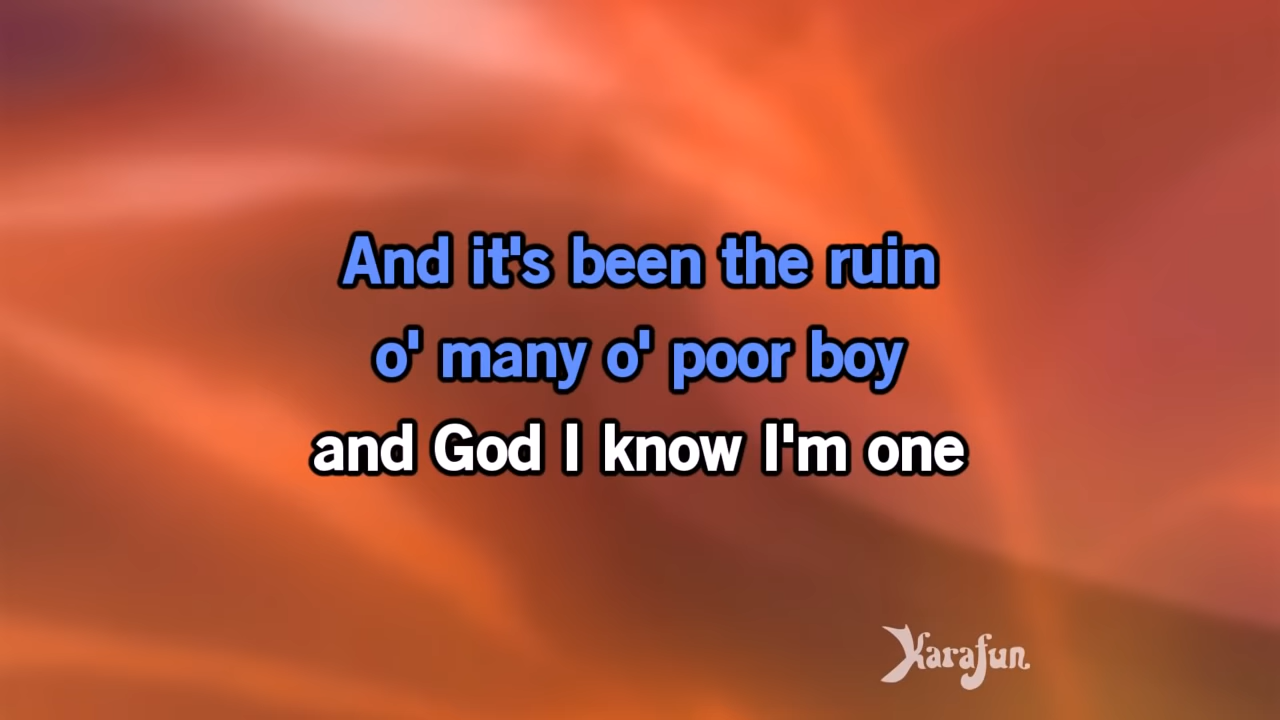 And it's been the ruin
o' many o' poor boy
and God I know I'm one
Karafun